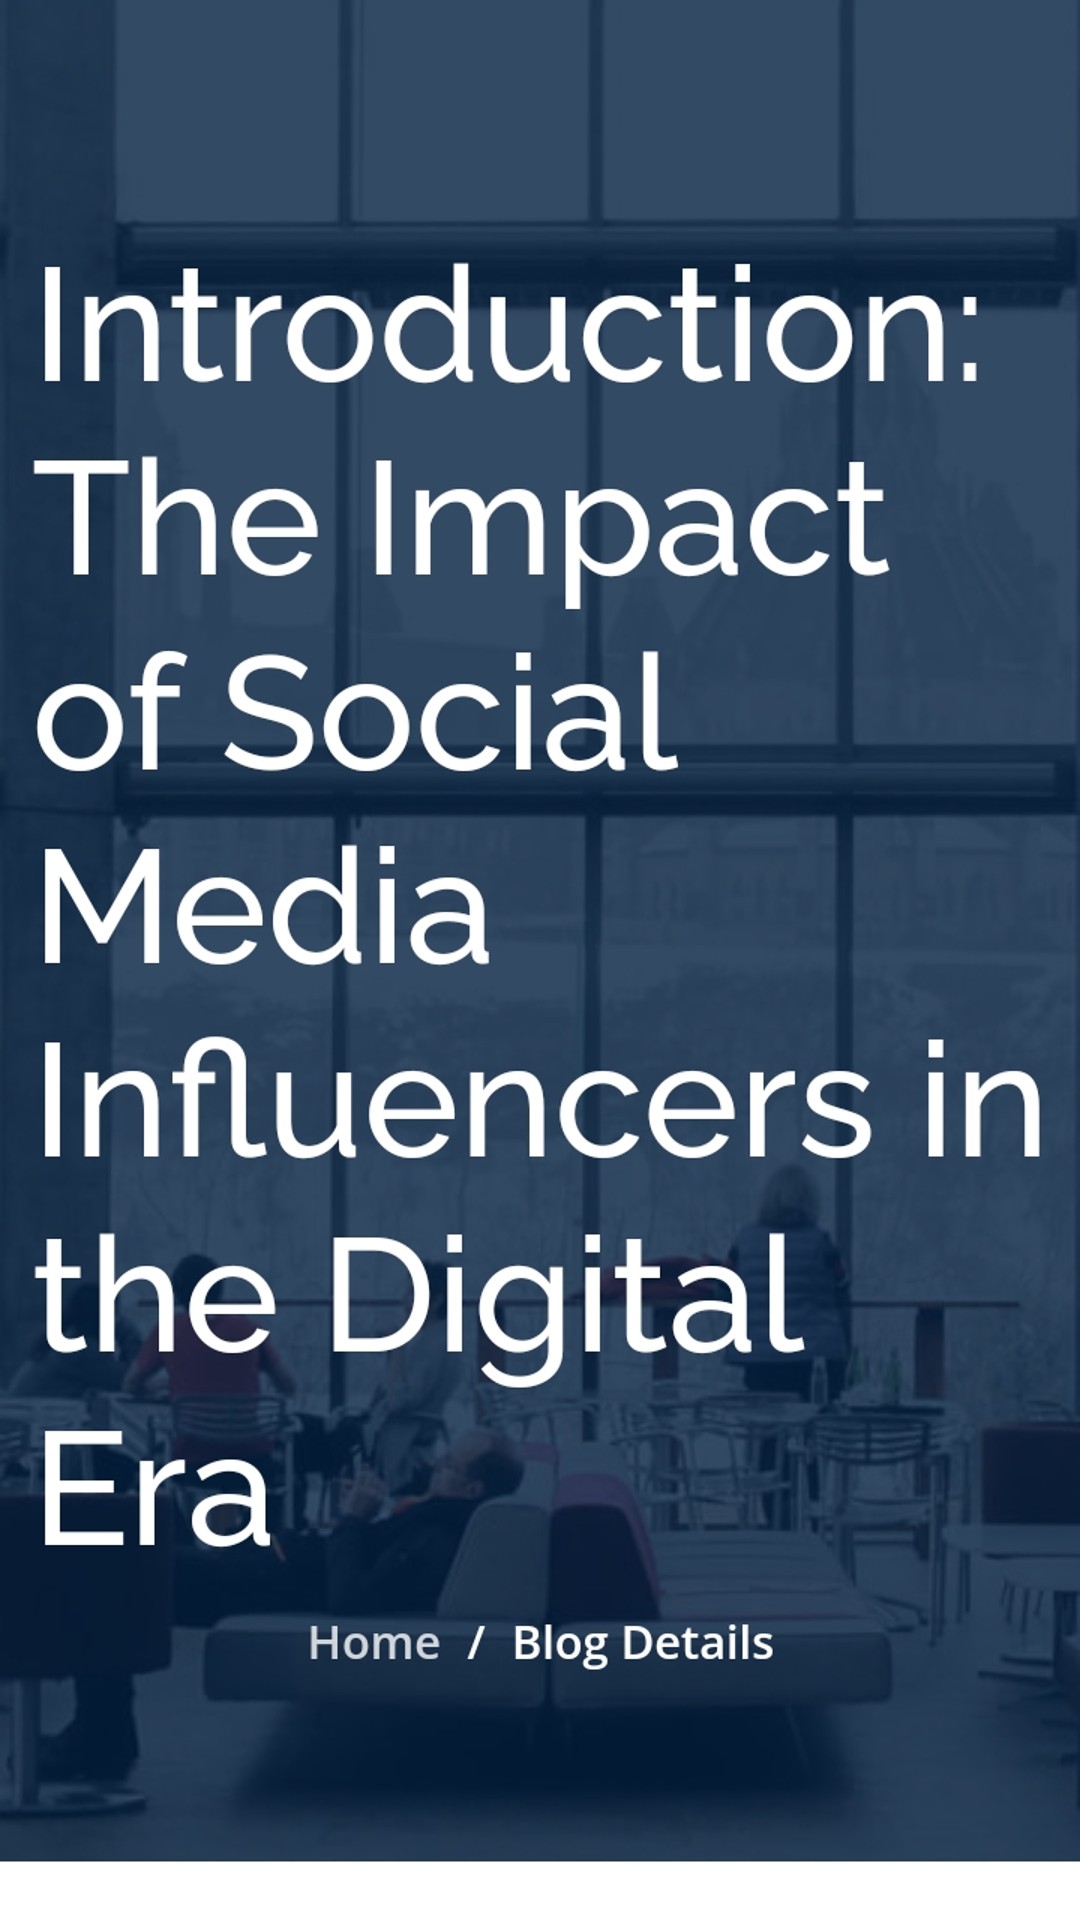 Introduction:
The Impact
of Social
Media
Influencers in
the Digital
Era
Home / Blog Details